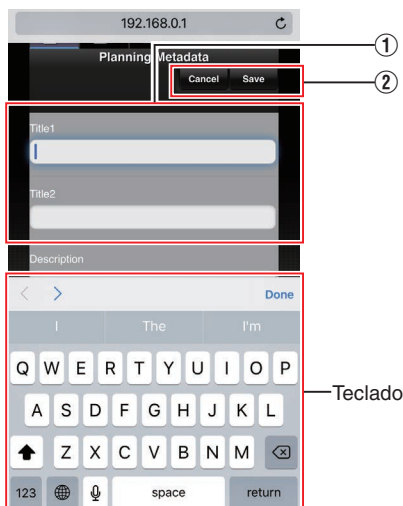 192.168.0.1
Planning Metadata
①
Cancel Save
②
Title1
Title2
Description
Done
I The I'm
Q W E R T Y U I O P
A S D F G H J K L
Teclado
Z X C V B N M
123 space return